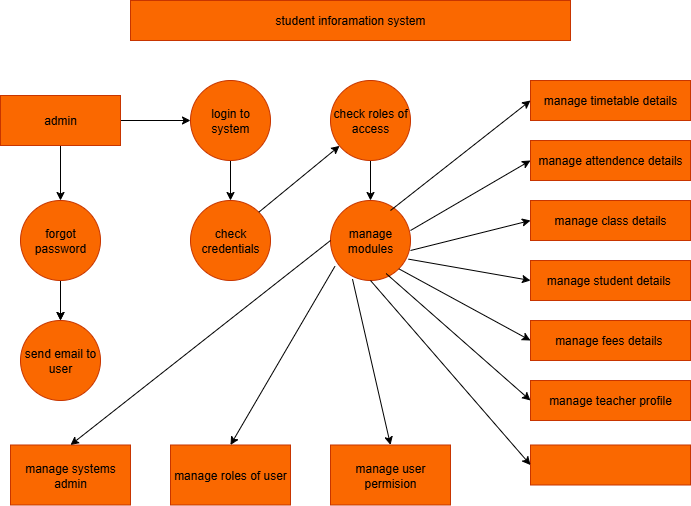 student inforamation system
admin
login to
system
check roles of
access
manage timetable details
manage attendence details
forgot
password
check
credentials
manage
modules
manage class details
manage student details
send email to
user
manage fees details
manage teacher profile
manage systems
admin
manage roles of user
manage user
permision